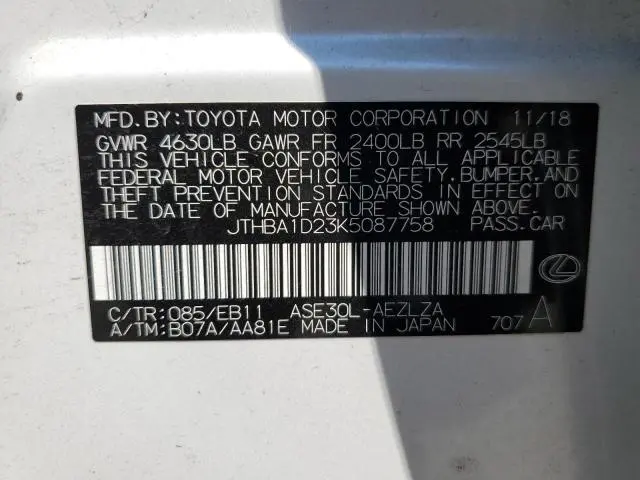 MFD.BY:TOYOTA MOTOR CORPORATION 11/18
GVWR 4630LB GAWR FR 2400LB RR 2545LB
THIS VEHICLE CONFORMS TO ALL APPLICABLE
FEDERAL MOTOR VEHICLE SAFETY.BUMPER.AND
THEFT PREVENTION STANDARDS IN EFFECT ON
THE DATE OF MANUFACTURE SHOWN ABOVE.
JTHBA1D23K5087758 PASS.CAR
C/TR:085/EB11 ASE30L-AEZLZA
A/TM:B07A/AA81E MADE IN JAPAN 707A